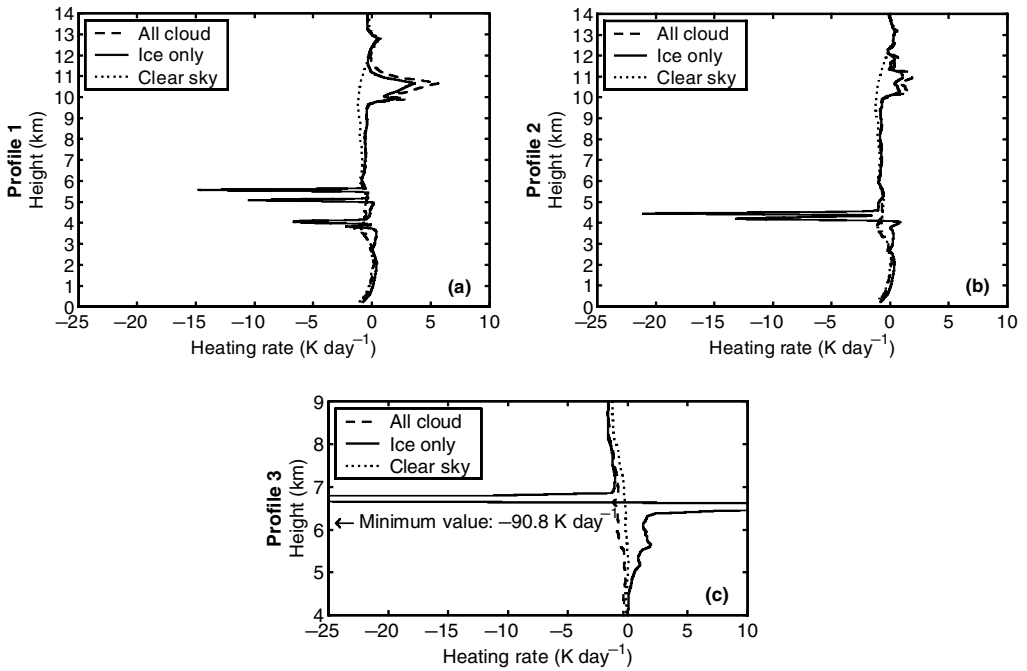 14
13
12
11
10
9
8
7
6
5
4
3
2
1
0
Profile 1
Height (km)
All cloud
Ice only
Clear sky
(a)
−25 −20 −15 −10 −5 0 5 10
Heating rate (K day−1)
14
13
12
11
10
9
8
7
6
5
4
3
2
1
0
Profile 2
Height (km)
All cloud
Ice only
Clear sky
(b)
−25 −20 −15 −10 −5 0 5 10
Heating rate (K day−1)
9
8
7
6
5
4
Profile 3
Height (km)
All cloud
Ice only
Clear sky
← Minimum value: −90.8 K day−1
(c)
−25 −20 −15 −10 −5 0 5 10
Heating rate (K day−1)